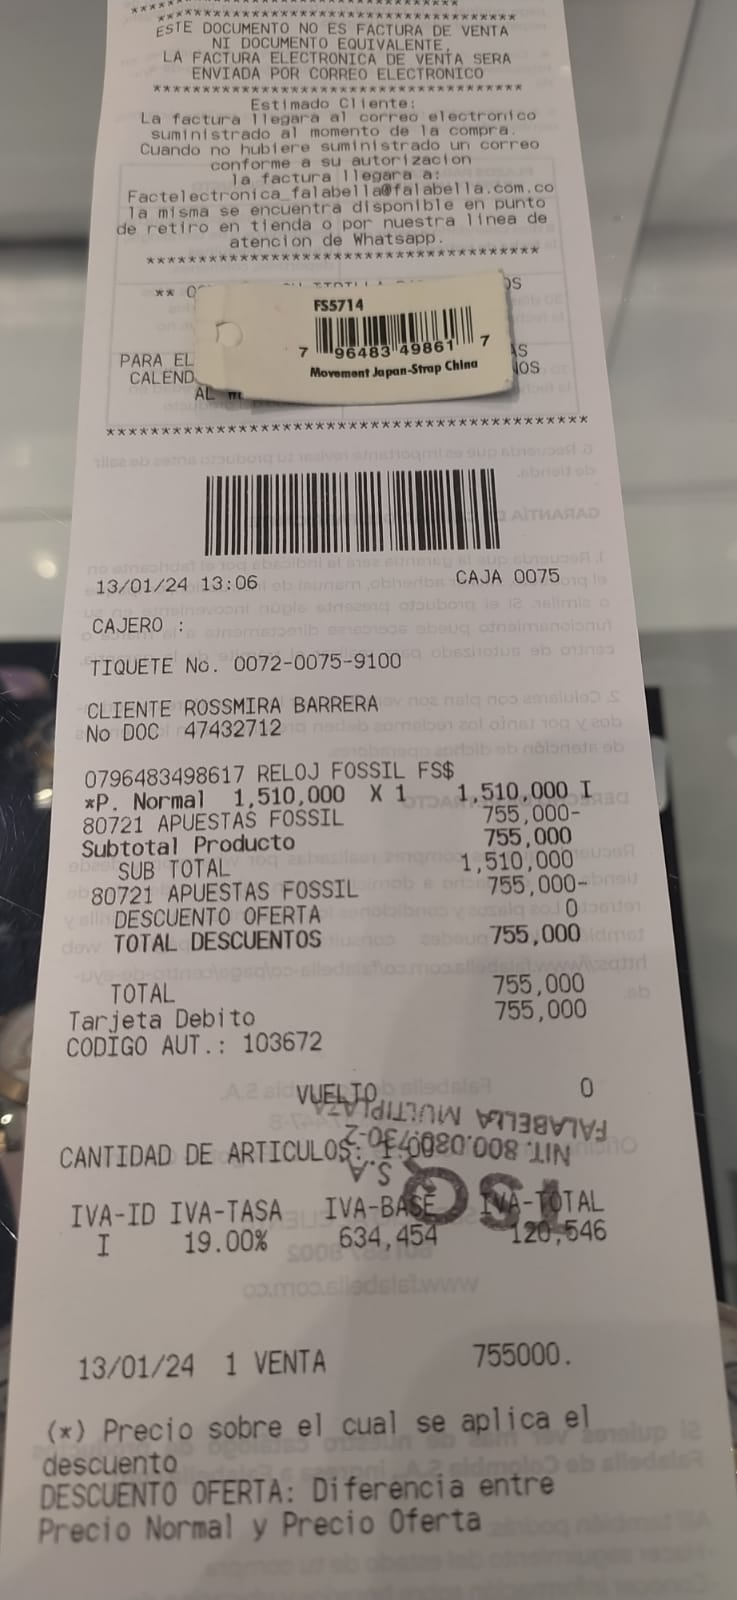 ***********************************
ESTE DOCUMENTO NO ES FACTURA DE VENTA
NI DOCUMENTO EQUIVALENTE,
LA FACTURA ELECTRONICA DE VENTA SERA
ENVIADA POR CORREO ELECTRONICO
***********************************
Estimado Cliente:
La factura llegara al correo electronico
suministrado al momento de la compra.
Cuando no hubiere suministrado un correo
conforme a su autorizacion
la factura llegara a:
Factelectronica_falabella@falabella.com.co
la misma se encuentra disponible en punto
de retiro en tienda o por nuestra linea de
atencion de Whatsapp.
***********************************
**
FS5714
7 96483 49861 7
Movement Japan-Strap China
PARA EL
CALEND
AL
***********************************
13/01/24 13:06 CAJA 0075
CAJERO :
TIQUETE No. 0072-0075-9100
CLIENTE ROSSMIRA BARRERA
No DOC 47432712
0796483498617 RELOJ FOSSIL FS$
*P. Normal 1,510,000 X 1 1,510,000 I
80721 APUESTAS FOSSIL 755,000-
Subtotal Producto 755,000
SUB TOTAL 1,510,000
80721 APUESTAS FOSSIL 755,000-
DESCUENTO OFERTA 0
TOTAL DESCUENTOS 755,000
TOTAL 755,000
Tarjeta Debito 755,000
CODIGO AUT.: 103672
VUELTO 0
FALABELLA MULTIPLAZA
NIT. 800.080.730-2
S.A.
CANTIDAD DE ARTICULOS: 1
IVA-ID IVA-TASA IVA-BASE IVA-TOTAL
I 19.00% 634,454 120,546
13/01/24 1 VENTA 755000.
(*) Precio sobre el cual se aplica el
descuento
DESCUENTO OFERTA: Diferencia entre
Precio Normal y Precio Oferta